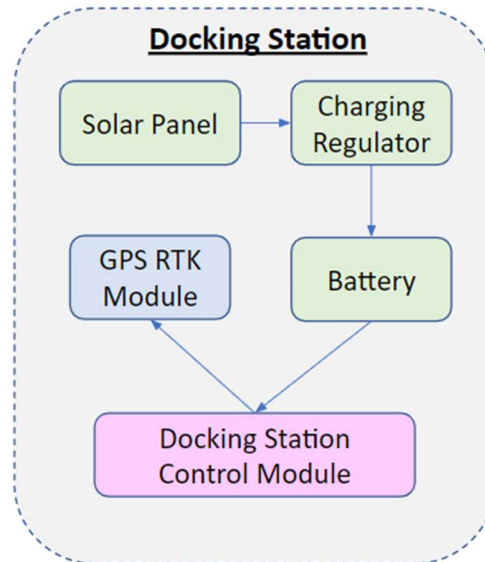 Docking Station
Solar Panel
Charging
Regulator
GPS RTK
Module
Battery
Docking Station
Control Module